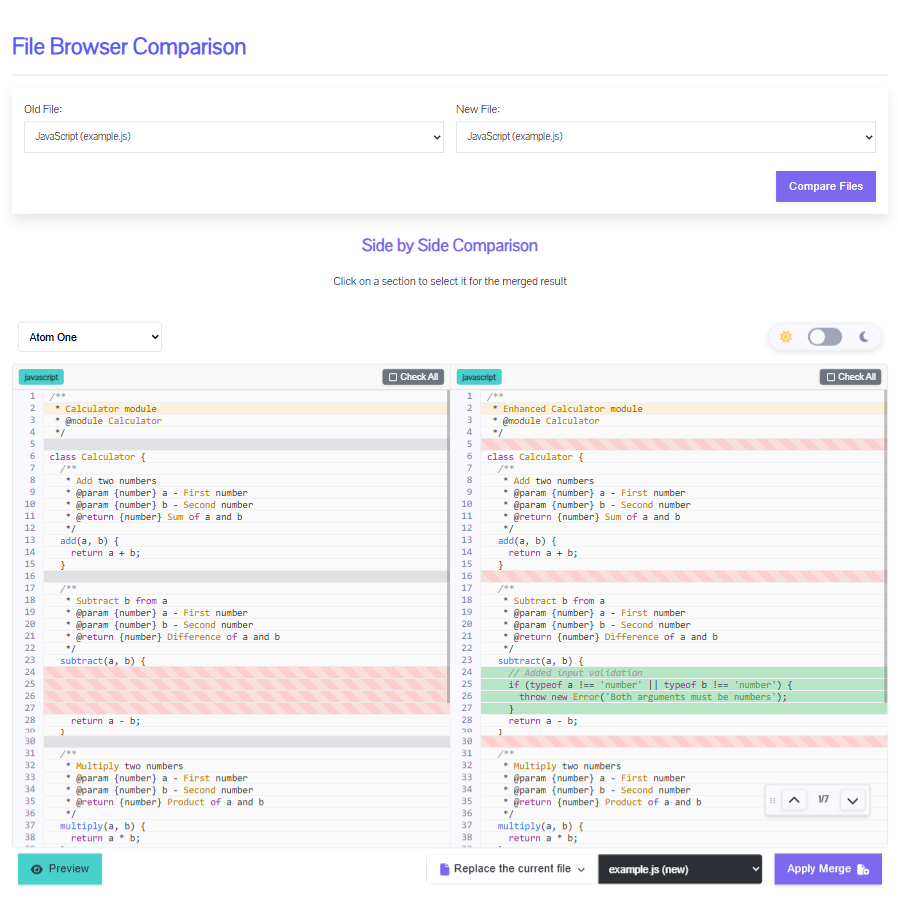 File Browser Comparison
Old File:
New File:
JavaScript (example.js)
JavaScript (example.js)
Compare Files
Side by Side Comparison
Click on a section to select it for the merged result
Atom One
javascript
Check All
1 /**
2 * Calculator module
3 * @module Calculator
4 */
5
6 class Calculator {
7 /**
8 * Add two numbers
9 * @param {number} a - First number
10 * @param {number} b - Second number
11 * @return {number} Sum of a and b
12 */
13 add(a, b) {
14 return a + b;
15 }
16
17 /**
18 * Subtract b from a
19 * @param {number} a - First number
20 * @param {number} b - Second number
21 * @return {number} Difference of a and b
22 */
23 subtract(a, b) {
24
25
26
27
28 return a - b;
29 }
30
31 /**
32 * Multiply two numbers
33 * @param {number} a - First number
34 * @param {number} b - Second number
35 * @return {number} Product of a and b
36 */
37 multiply(a, b) {
38 return a * b;
javascript
Check All
1 /**
2 * Enhanced Calculator module
3 * @module Calculator
4 */
5
6 class Calculator {
7 /**
8 * Add two numbers
9 * @param {number} a - First number
10 * @param {number} b - Second number
11 * @return {number} Sum of a and b
12 */
13 add(a, b) {
14 return a + b;
15 }
16
17 /**
18 * Subtract b from a
19 * @param {number} a - First number
20 * @param {number} b - Second number
21 * @return {number} Difference of a and b
22 */
23 subtract(a, b) {
24 // Added input validation
25 if (typeof a !== 'number' || typeof b !== 'number') {
26 throw new Error('Both arguments must be numbers');
27 }
28 return a - b;
29 }
30
31 /**
32 * Multiply two numbers
33 * @param {number} a - First number
34 * @param {number} b - Second number
35 * @return {number} Product of a and b
36 */
37 multiply(a, b) {
38 return a * b;
1/7
Preview
Replace the current file
example.js (new)
Apply Merge